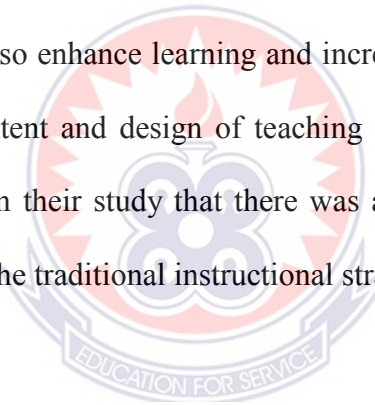 so enhance learning and incre
tent and design of teaching
n their study that there was a
he traditional instructional stra
EDUCATION FOR SERVICE